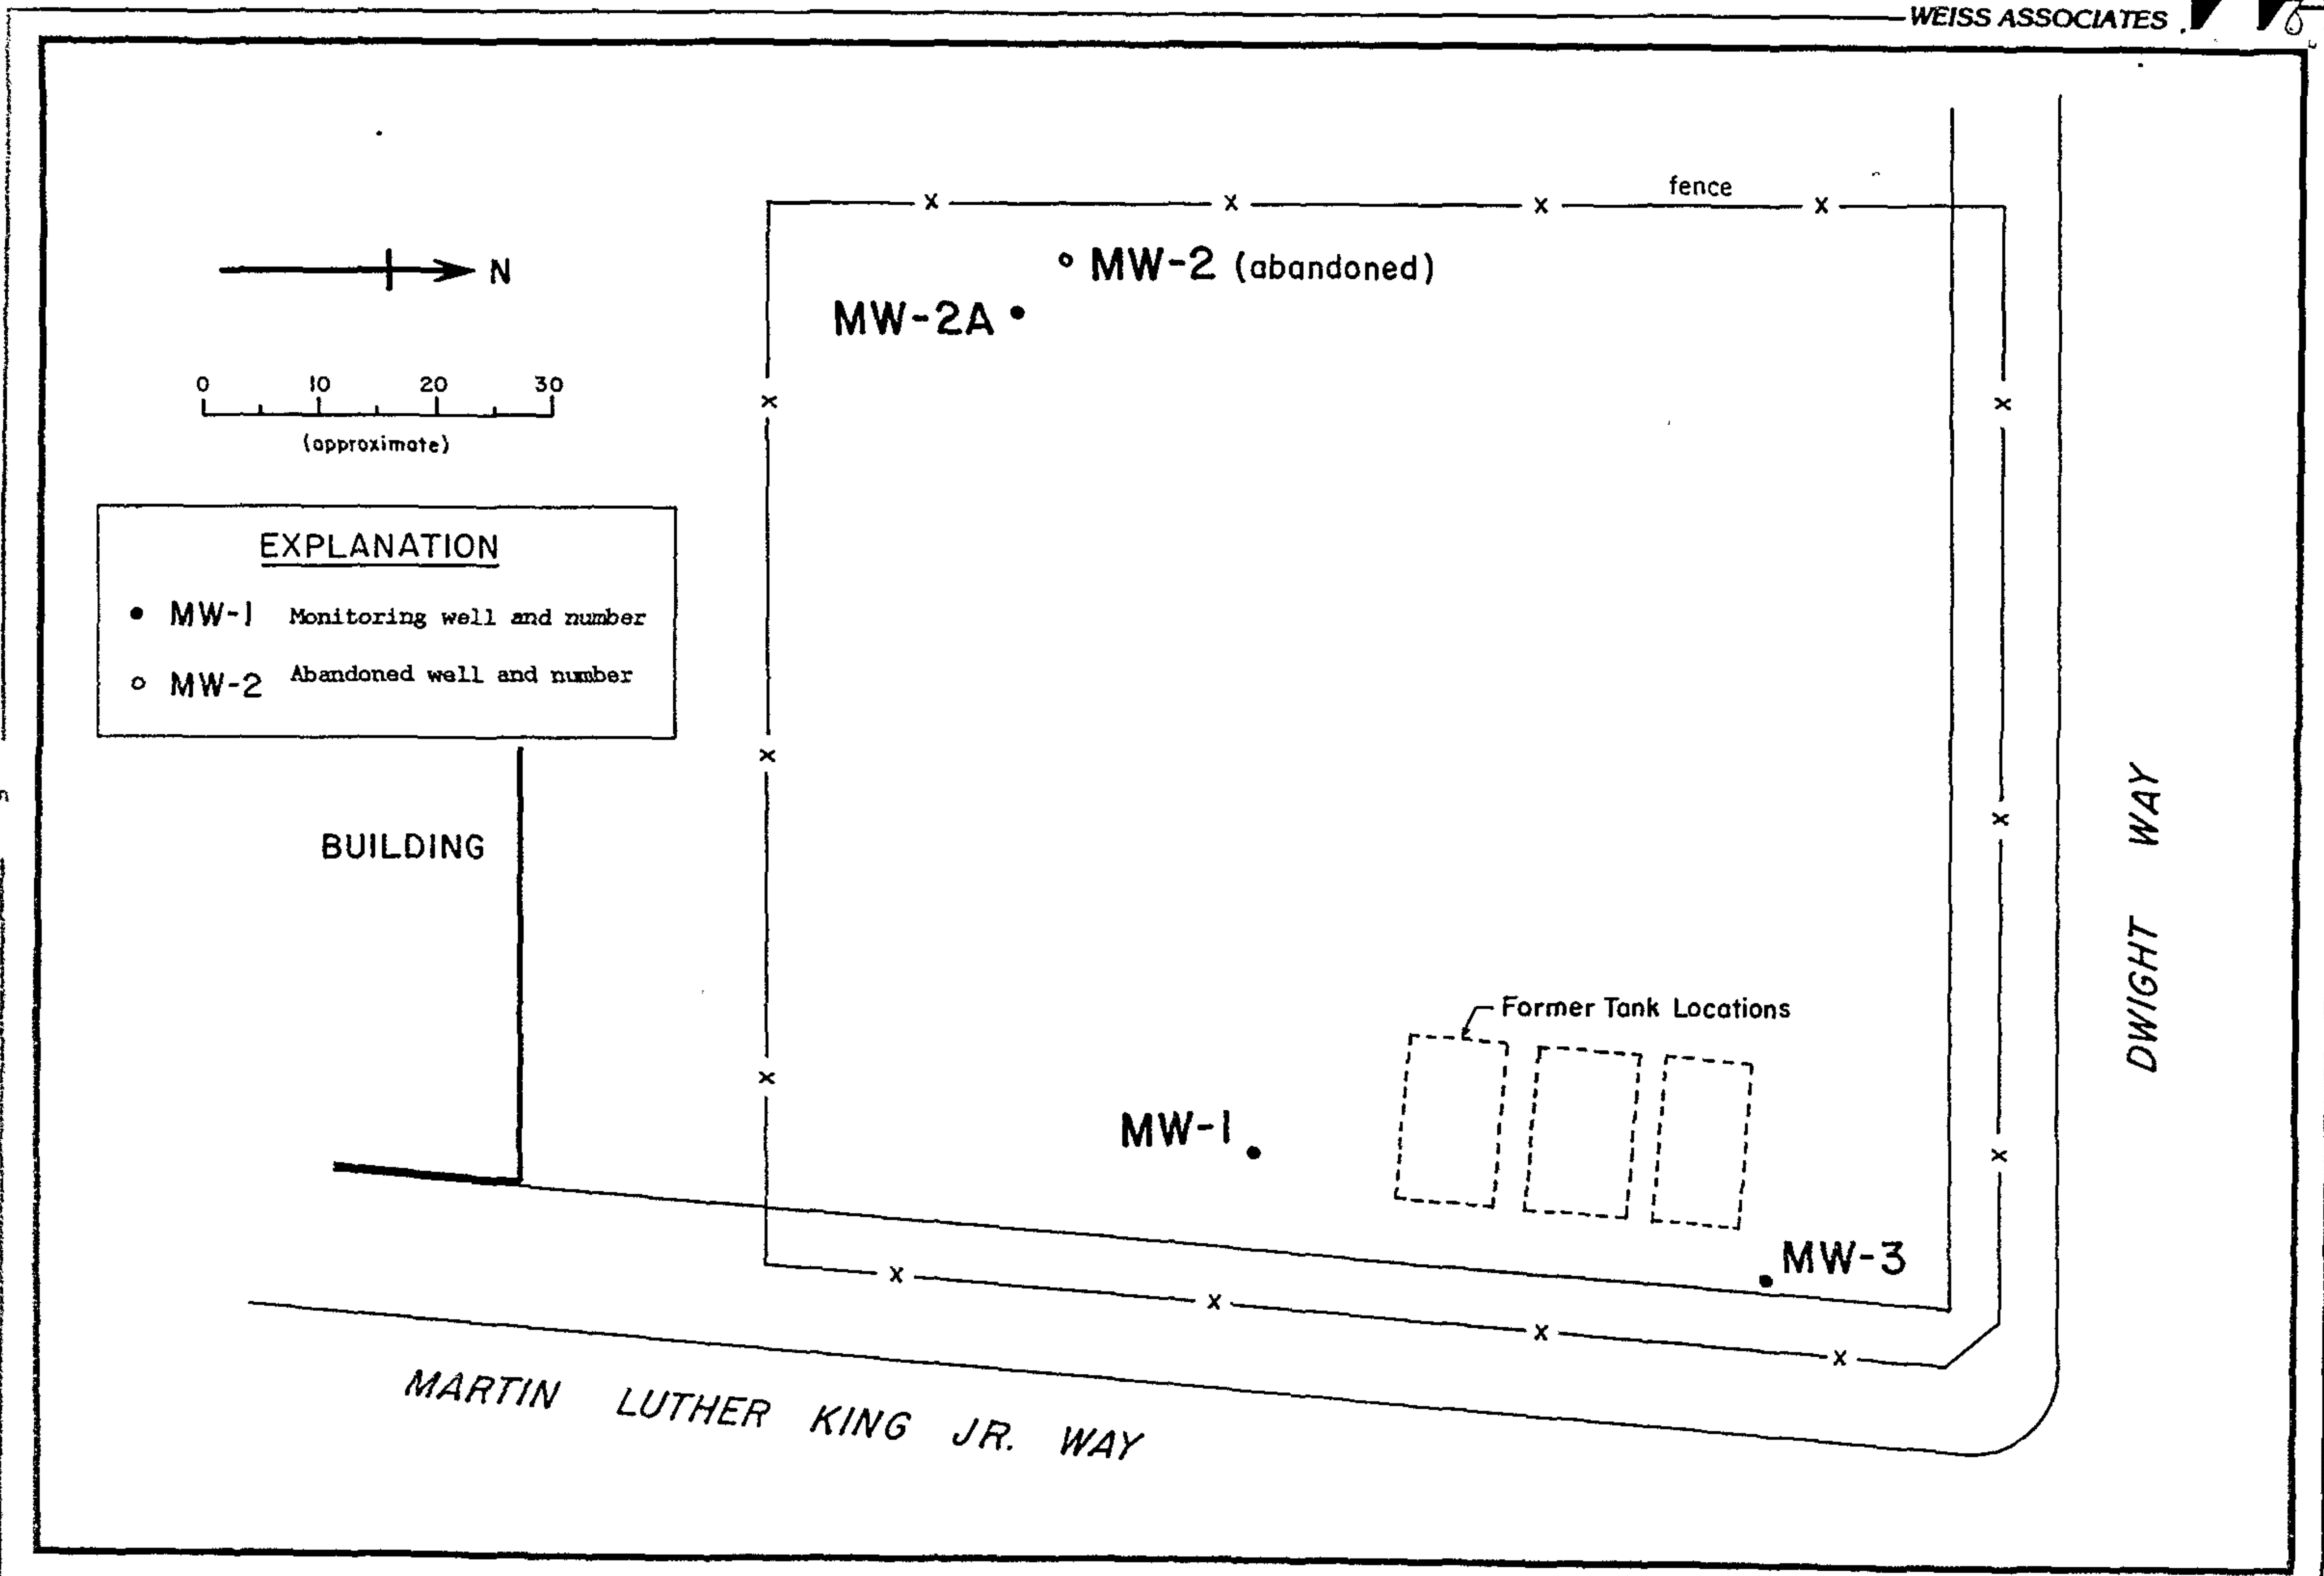 WEISS ASSOCIATES
fence
MW-2 (abandoned)
N
MW-2A
0 10 20 30
(approximate)
EXPLANATION
MW-1 Monitoring well and number
MW-2 Abandoned well and number
BUILDING
DWIGHT WAY
Former Tank Locations
MW-1
MW-3
MARTIN LUTHER KING JR. WAY